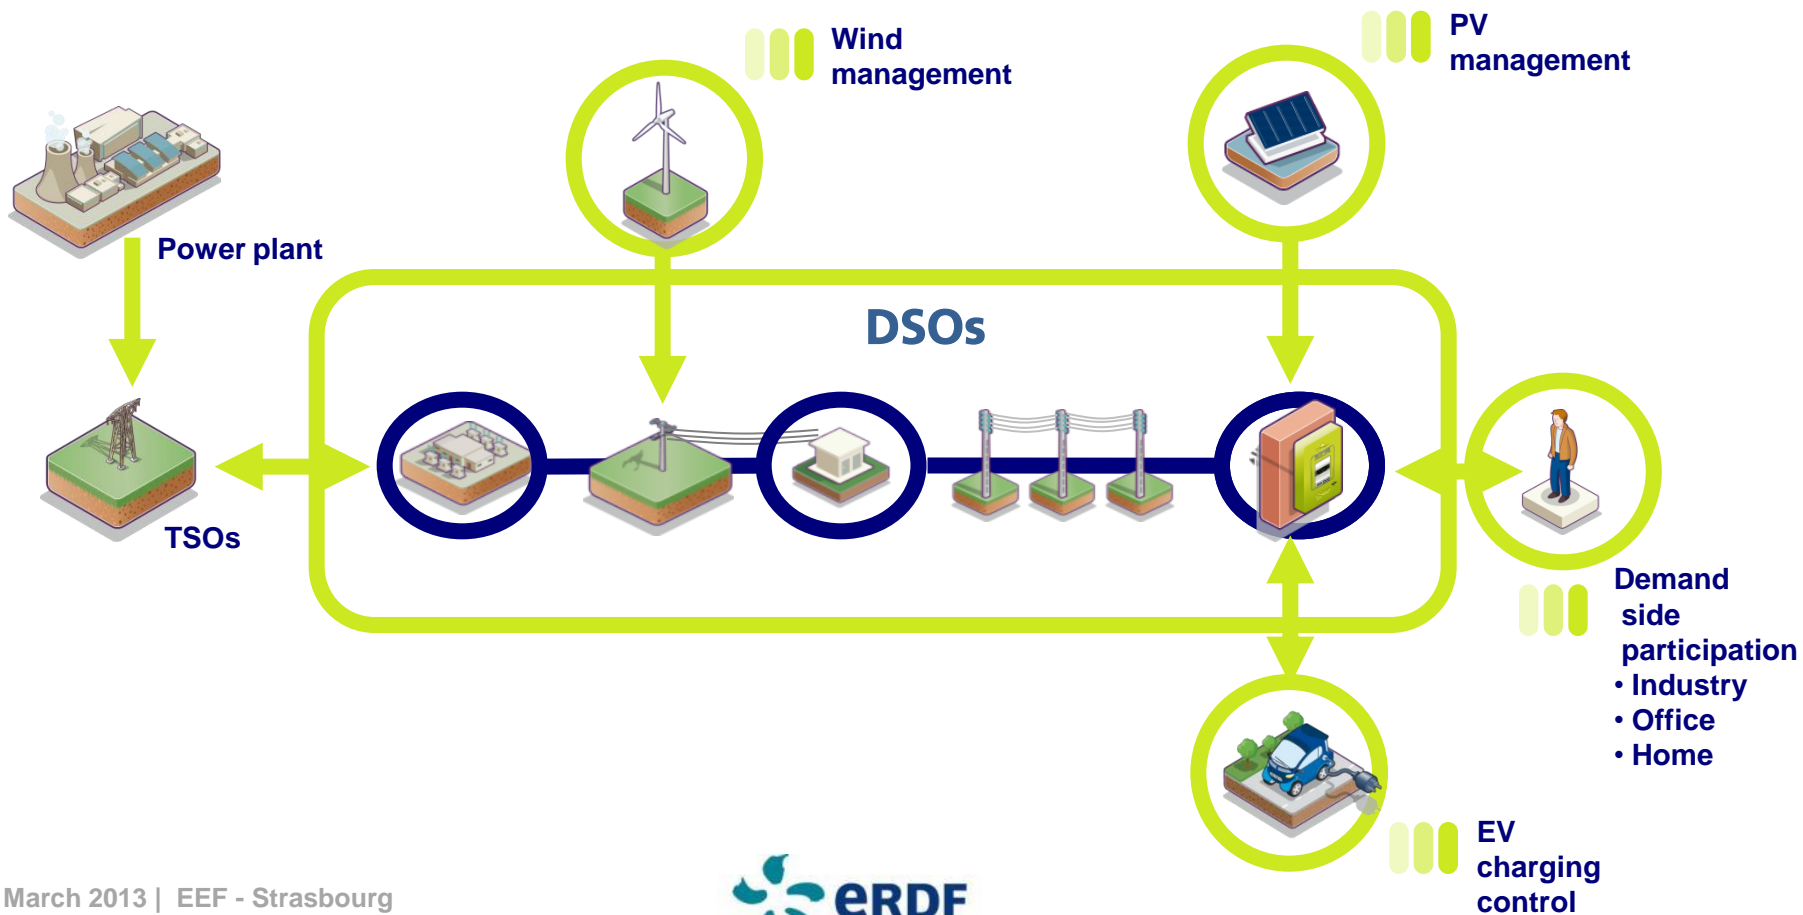 Wind
management
PV
management
Power plant
DSOs
TSOs
Demand
side
participation
• Industry
• Office
• Home
EV
charging
control
March 2013 | EEF - Strasbourg
eRDF